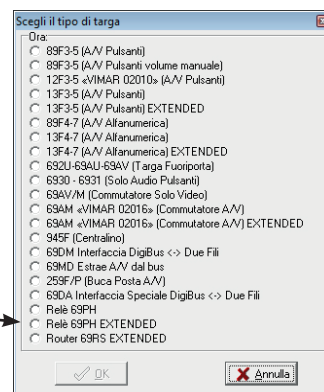 Scegli il tipo di targa
Ora:
89F3-5 (A/V Pulsanti)
89F3-5 (A/V Pulsanti volume manuale)
12F3-5 «VIMAR 02010» (A/V Pulsanti)
13F3-5 (A/V Pulsanti)
13F3-5 (A/V Pulsanti) EXTENDED
89F4-7 (A/V Alfanumerica)
13F4-7 (A/V Alfanumerica)
13F4-7 (A/V Alfanumerica) EXTENDED
692U-69AU-69AV (Targa Fuoriporta)
6930 - 6931 (Solo Audio Pulsanti)
69AV/M (Commutatore Solo Video)
69AM «VIMAR 02016» (Commutatore A/V)
69AM «VIMAR 02016» (Commutatore A/V) EXTENDED
945F (Centralino)
69DM Interfaccia DigiBus <-> Due Fili
69MD Estrae A/V dal bus
259F/P (Buca Posta A/V)
69DA Interfaccia Speciale DigiBus <-> Due Fili
Relè 69PH
Relè 69PH EXTENDED
Router 69RS EXTENDED
OK
Annulla